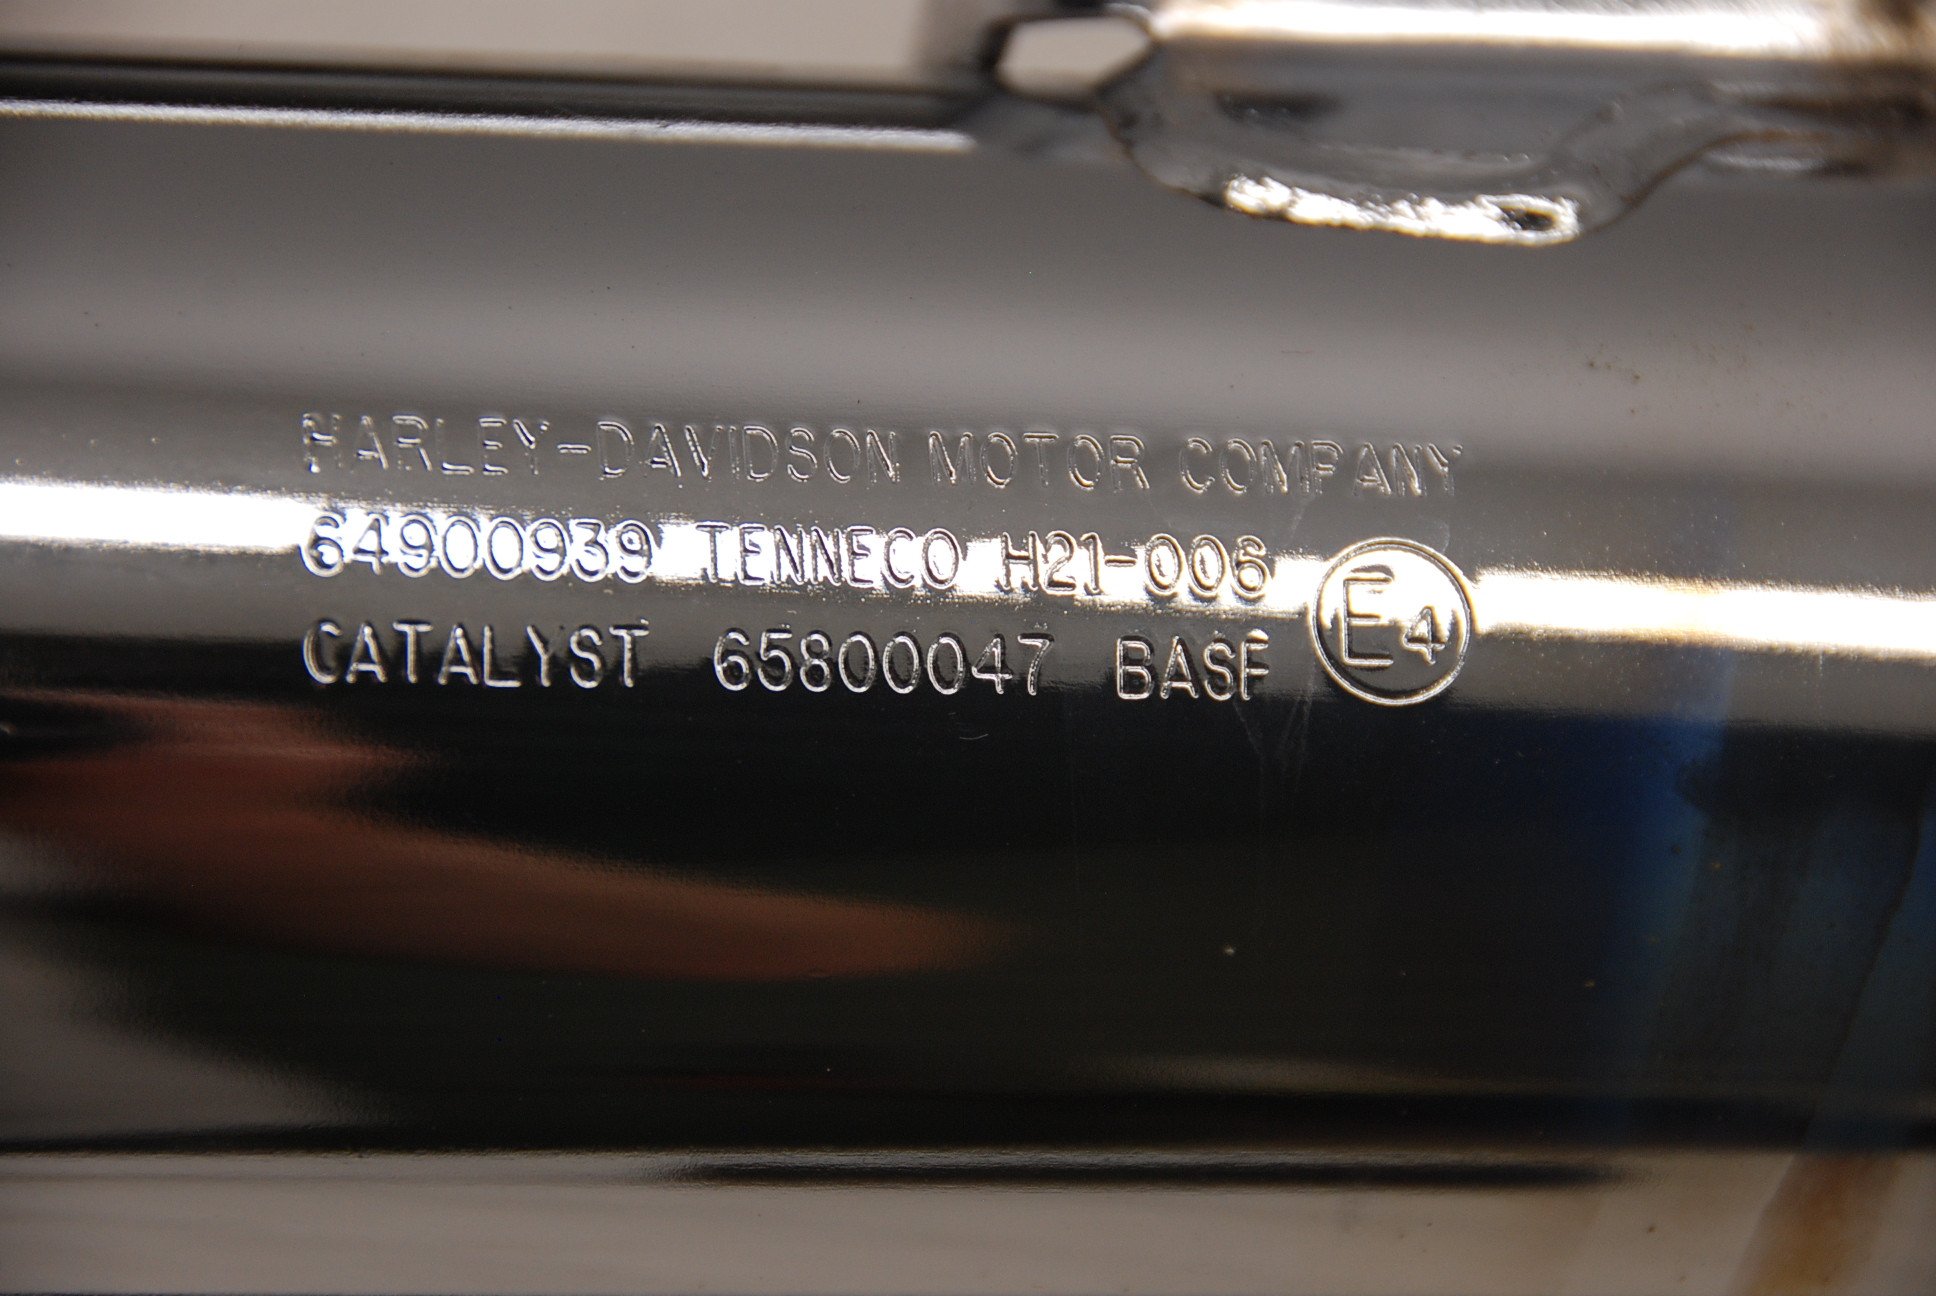 HARLEY-DAVIDSON MOTOR COMPANY
64900939 TENNECO H21-006
CATALYST 65800047 BASF
E4